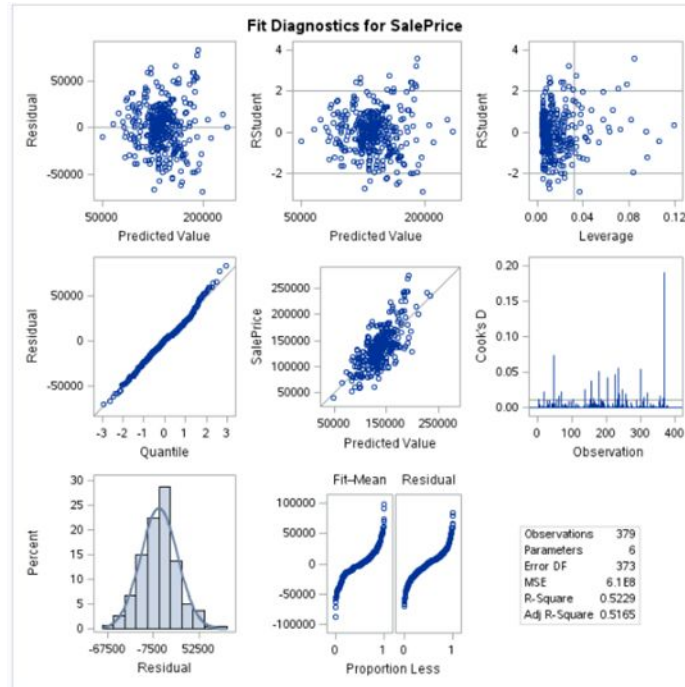 Fit Diagnostics for SalePrice
Residual
50000
0
-50000
50000 200000
Predicted Value
RStudent
4
2
0
-2
50000 200000
Predicted Value
RStudent
4
2
0
-2
0.00 0.04 0.08 0.12
Leverage
Residual
50000
0
-50000
-3 -2 -1 0 1 2 3
Quantile
SalePrice
250000
200000
150000
100000
50000
50000 150000 250000
Predicted Value
Cook's D
0.20
0.15
0.10
0.05
0.00
0 100 200 300 400
Observation
Percent
30
25
20
15
10
5
0
-67500 -7500 52500
Residual
Fit–Mean Residual
100000
50000
0
-50000
-100000
0 1 0 1
Proportion Less
Observations 379
Parameters 6
Error DF 373
MSE 6.1E8
R-Square 0.5229
Adj R-Square 0.5165